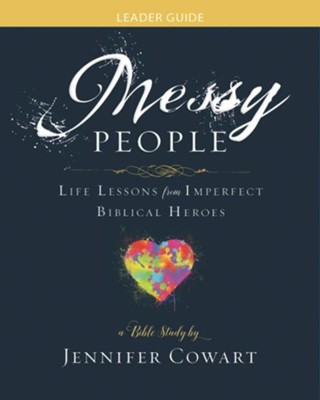 LEADER GUIDE
Messy
PEOPLE
LIFE LESSONS from IMPERFECT
BIBLICAL HEROES
a Bible Study by
JENNIFER COWART